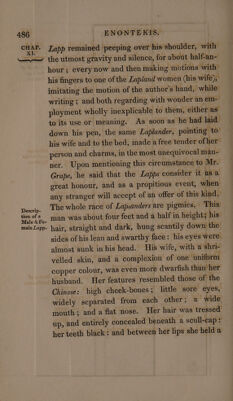 486 ENONTEKIS.
CHAP. XI.
Lapp remained peeping over his shoulder, with
the utmost gravity and silence, for about half-an-
hour; every now and then making motions with
his fingers to one of the Lapland women (his wife),
imitating the motion of the author's hand, while
writing; and both regarding with wonder an em-
ployment wholly inexplicable to them, either as
to its use or meaning. As soon as he had laid
down his pen, the same Laplander, pointing to
his wife and to the bed, made a free tender of her
person and charms, in the most unequivocal man-
ner. Upon mentioning this circumstance to Mr.
Grape, he said that the Lapps consider it as a
great honour, and as a propitious event, when
any stranger will accept of an offer of this kind.
The whole race of Laplanders are pigmies. This
Descrip-
tion of a
Male & Fe-
male Lapp.
man was about four feet and a half in height; his
hair, straight and dark, hung scantily down the
sides of his lean and swarthy face: his eyes were
almost sunk in his head. His wife, with a shri-
velled skin, and a complexion of one uniform
copper colour, was even more dwarfish than her
husband. Her features resembled those of the
Chinese: high cheek-bones; little sore eyes,
widely separated from each other; a wide
mouth; and a flat nose. Her hair was tressed
up, and entirely concealed beneath a scull-cap:
her teeth black: and between her lips she held a